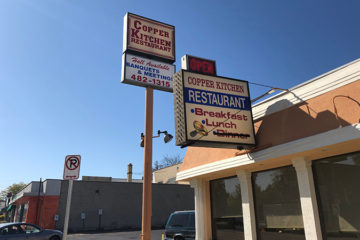 COPPER
KITCHEN
RESTAURANT
Hall Available
BANQUETS
& MEETINGS
482-1315
OPEN
COPPER KITCHEN
RESTAURANT
•Breakfast
•Lunch
•Dinner
P